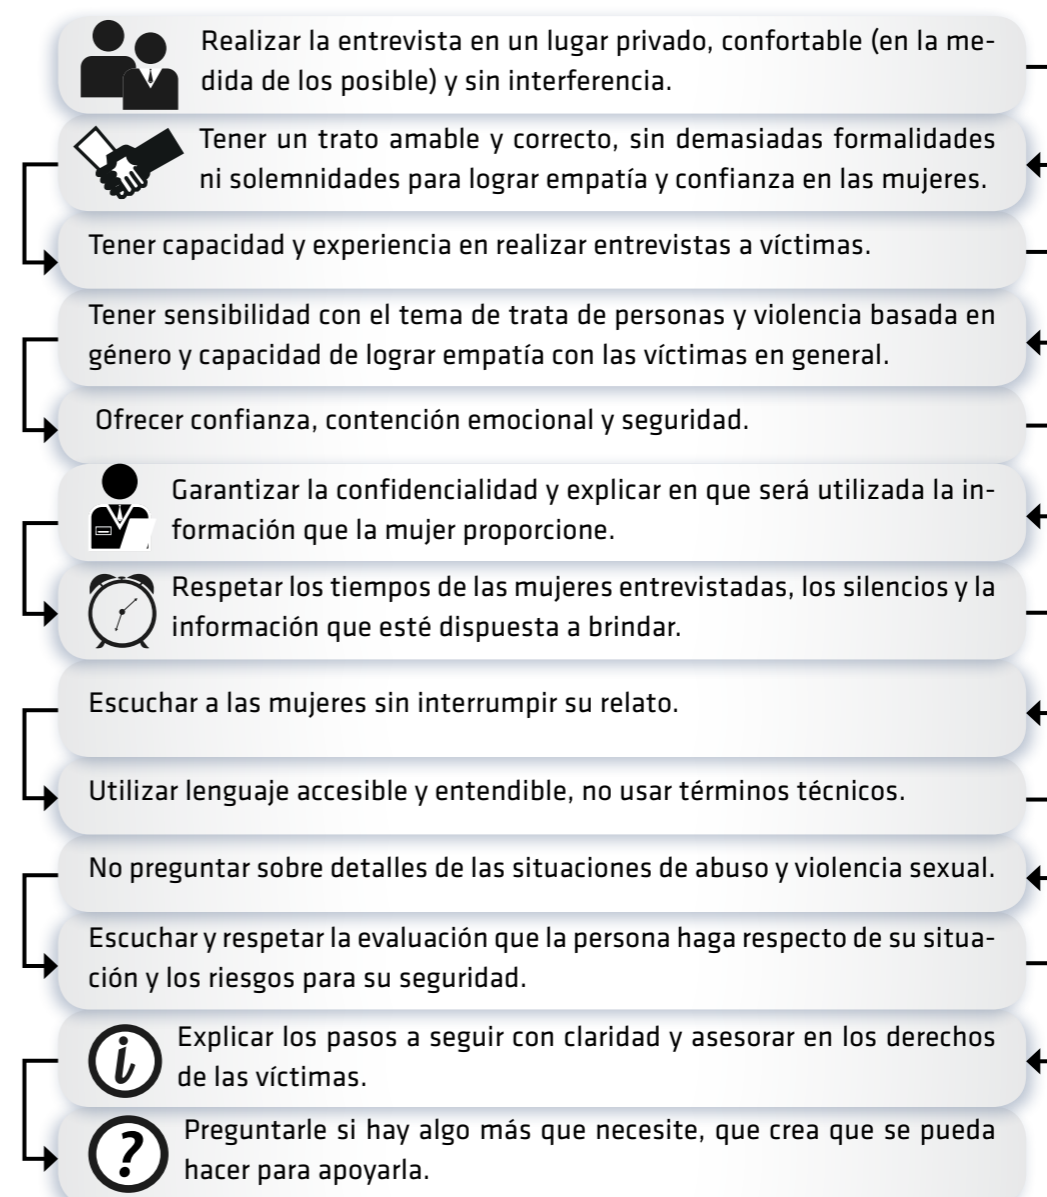 Realizar la entrevista en un lugar privado, confortable (en la me-
dida de los posible) y sin interferencia.
Tener un trato amable y correcto, sin demasiadas formalidades
ni solemnidades para lograr empatía y confianza en las mujeres.
Tener capacidad y experiencia en realizar entrevistas a víctimas.
Tener sensibilidad con el tema de trata de personas y violencia basada en
género y capacidad de lograr empatía con las víctimas en general.
Ofrecer confianza, contención emocional y seguridad.
Garantizar la confidencialidad y explicar en que será utilizada la in-
formación que la mujer proporcione.
Respetar los tiempos de las mujeres entrevistadas, los silencios y la
información que esté dispuesta a brindar.
Escuchar a las mujeres sin interrumpir su relato.
Utilizar lenguaje accesible y entendible, no usar términos técnicos.
No preguntar sobre detalles de las situaciones de abuso y violencia sexual.
Escuchar y respetar la evaluación que la persona haga respecto de su situa-
ción y los riesgos para su seguridad.
Explicar los pasos a seguir con claridad y asesorar en los derechos
de las víctimas.
Preguntarle si hay algo más que necesite, que crea que se pueda
hacer para apoyarla.